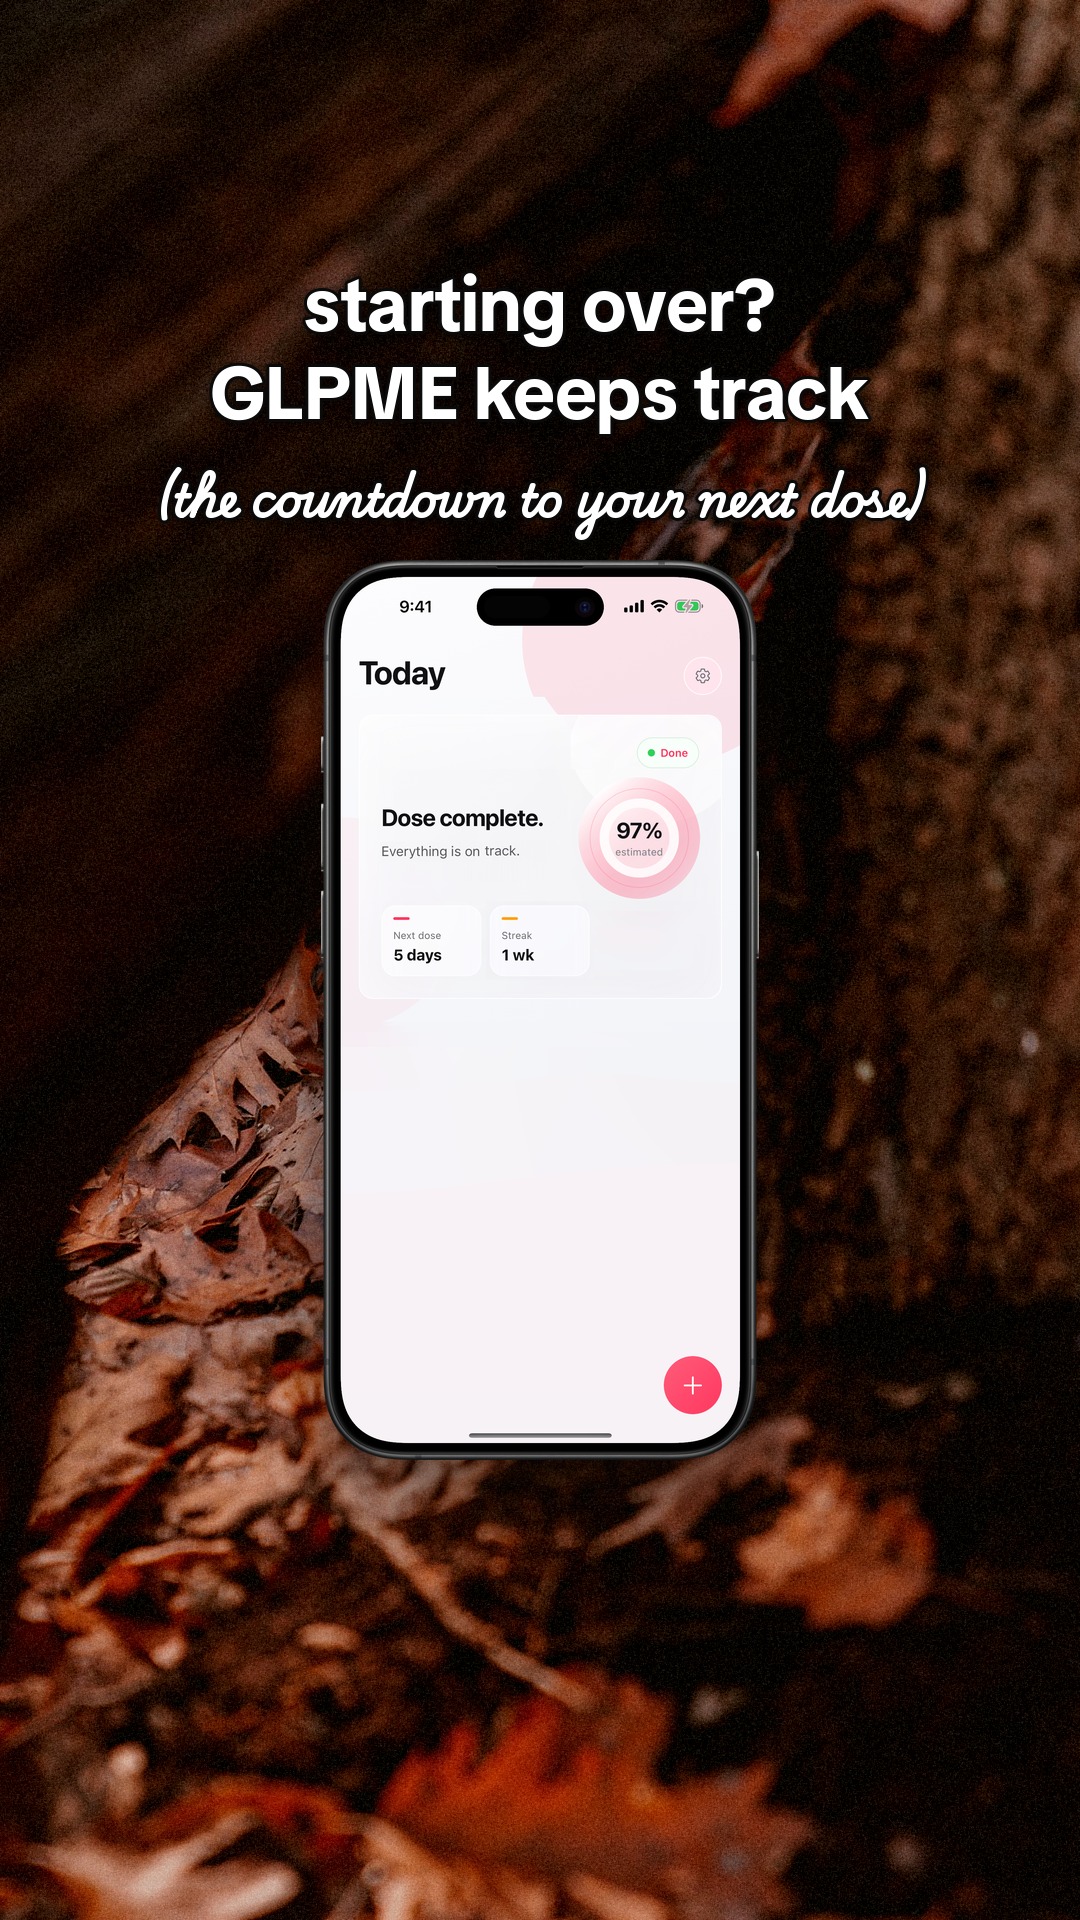 starting over?
GLPME keeps track
(the countdown to your next dose)
9:41
Today
Done
Dose complete.
Everything is on track.
97%
estimated
Next dose
5 days
Streak
1 wk